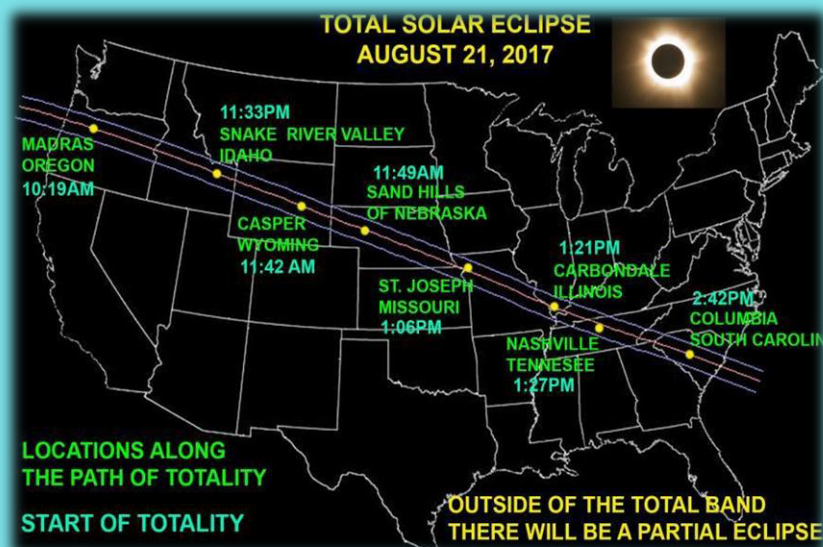 TOTAL SOLAR ECLIPSE
AUGUST 21, 2017
11:33PM
SNAKE RIVER VALLEY
IDAHO
MADRAS
OREGON
10:19AM
11:49AM
SAND HILLS
OF NEBRASKA
CASPER
WYOMING
11:42 AM
1:21PM
CARBONDALE
ILLINOIS
ST. JOSEPH
MISSOURI
1:06PM
2:42PM
COLUMBIA
SOUTH CAROLIN
NASHVILLE
TENNESEE
1:27PM
LOCATIONS ALONG
THE PATH OF TOTALITY
START OF TOTALITY
OUTSIDE OF THE TOTAL BAND
THERE WILL BE A PARTIAL ECLIPSE